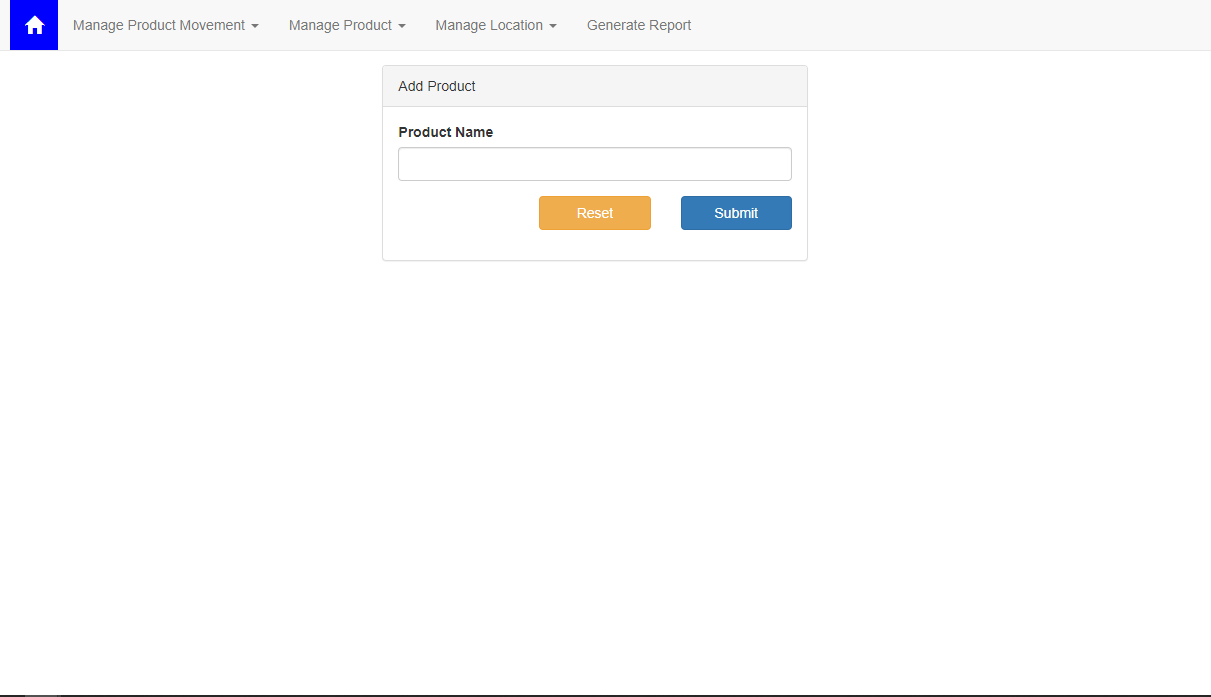 Manage Product Movement Manage Product Manage Location Generate Report
Add Product
Product Name
Reset Submit